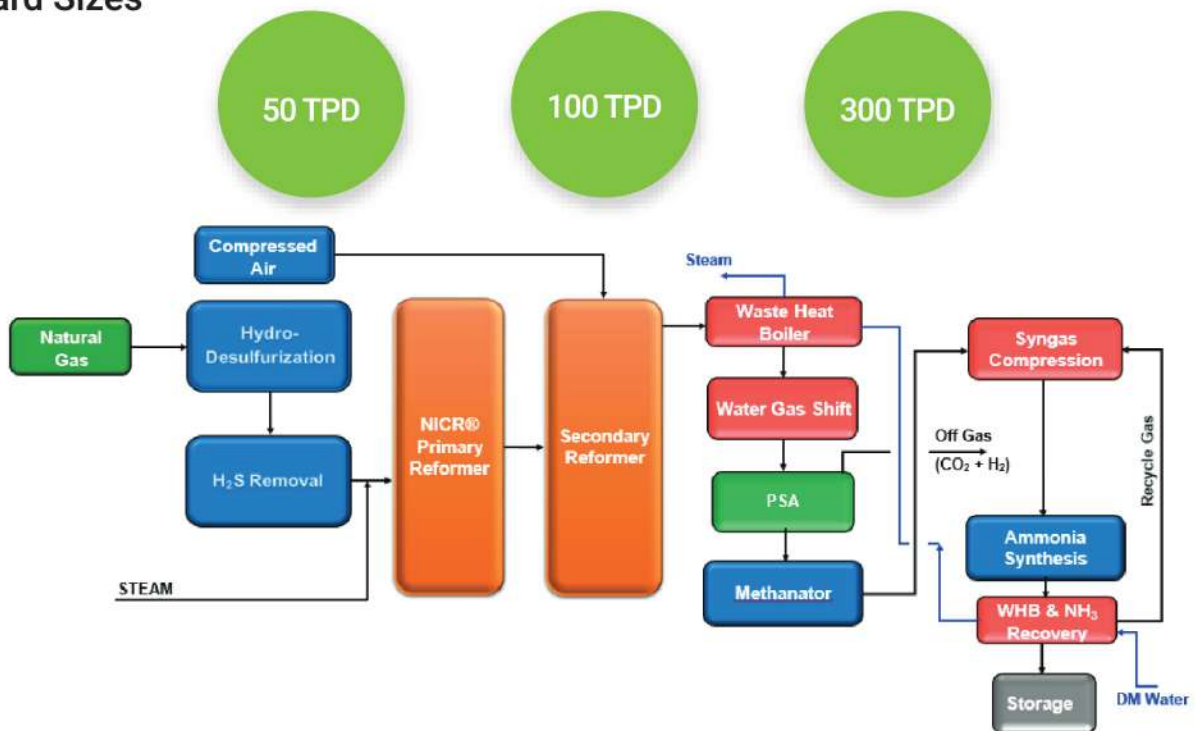 ard Sizes
50 TPD
100 TPD
300 TPD
Compressed
Air
Natural
Gas
Hydro-
Desulfurization
H₂S Removal
STEAM
NICR®
Primary
Reformer
Secondary
Reformer
Steam
Waste Heat
Boiler
Water Gas Shift
PSA
Methanator
Off Gas
(CO₂ + H₂)
Syngas
Compression
Recycle Gas
Ammonia
Synthesis
WHB & NH₃
Recovery
DM Water
Storage